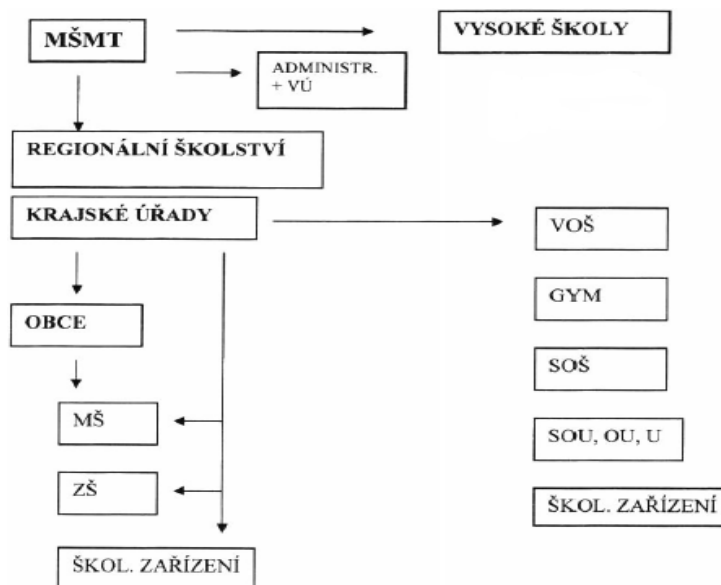 MŠMT
VYSOKÉ ŠKOLY
ADMINISTR.
+ VÚ
REGIONÁLNÍ ŠKOLSTVÍ
KRAJSKÉ ÚŘADY
VOŠ
GYM
OBCE
SOŠ
MŠ
SOU, OU, U
ZŠ
ŠKOL. ZAŘÍZENÍ
ŠKOL. ZAŘÍZENÍ